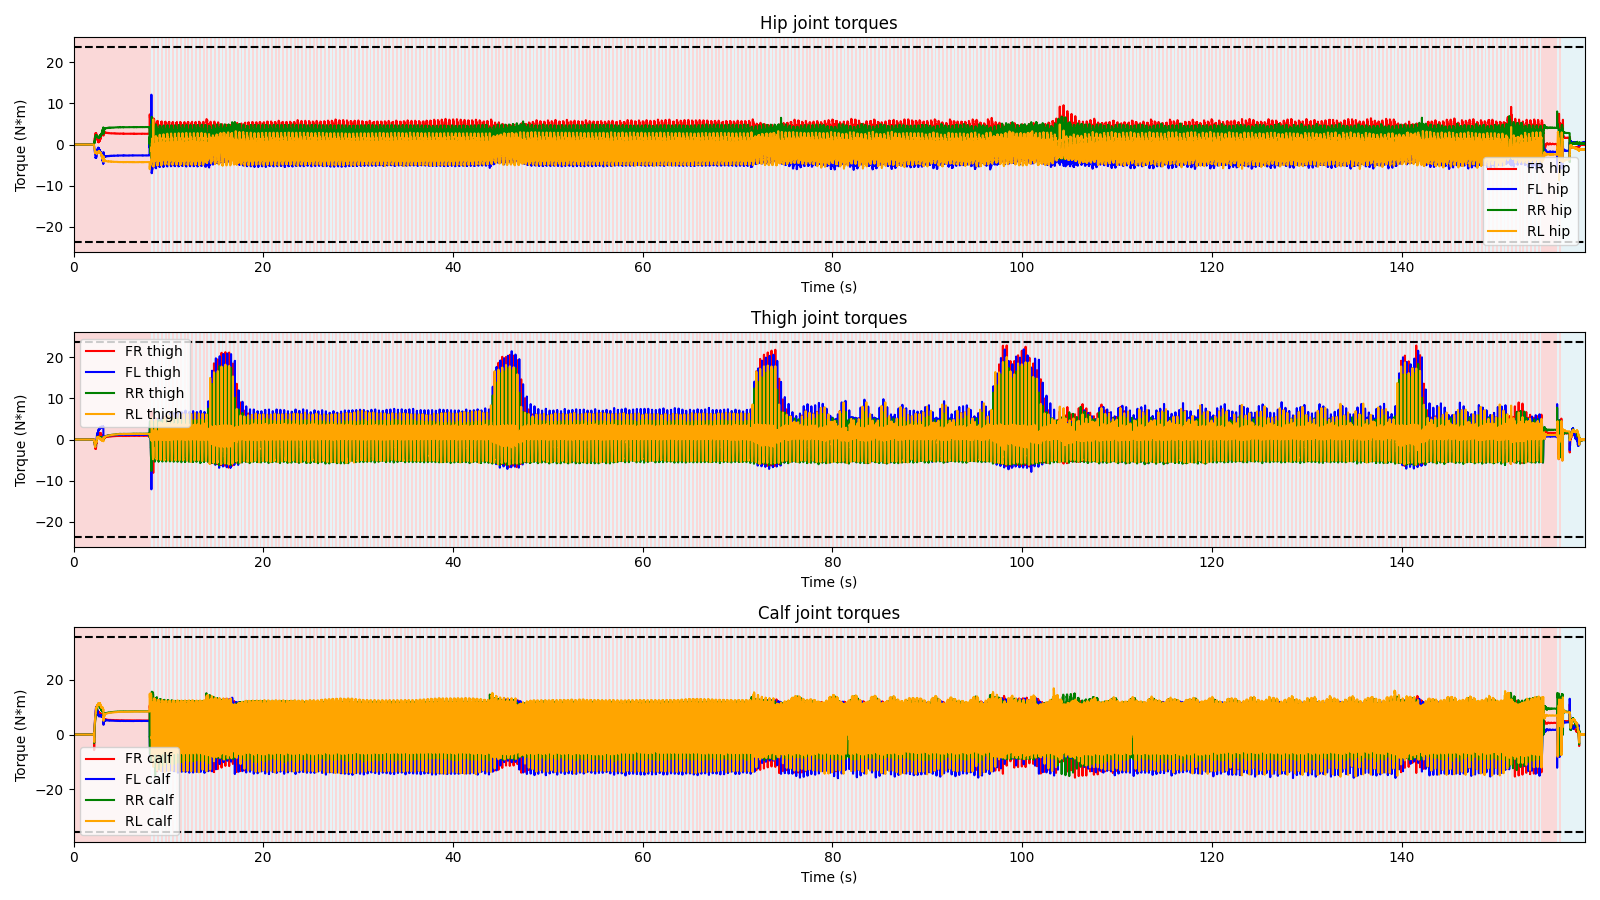 Hip joint torques
20
10
0
−10
−20
Torque (N*m)
FR hip
FL hip
RR hip
RL hip
0 20 40 60 80 100 120 140
Time (s)
Thigh joint torques
20
10
0
−10
−20
Torque (N*m)
FR thigh
FL thigh
RR thigh
RL thigh
0 20 40 60 80 100 120 140
Time (s)
Calf joint torques
20
0
−20
Torque (N*m)
FR calf
FL calf
RR calf
RL calf
0 20 40 60 80 100 120 140
Time (s)